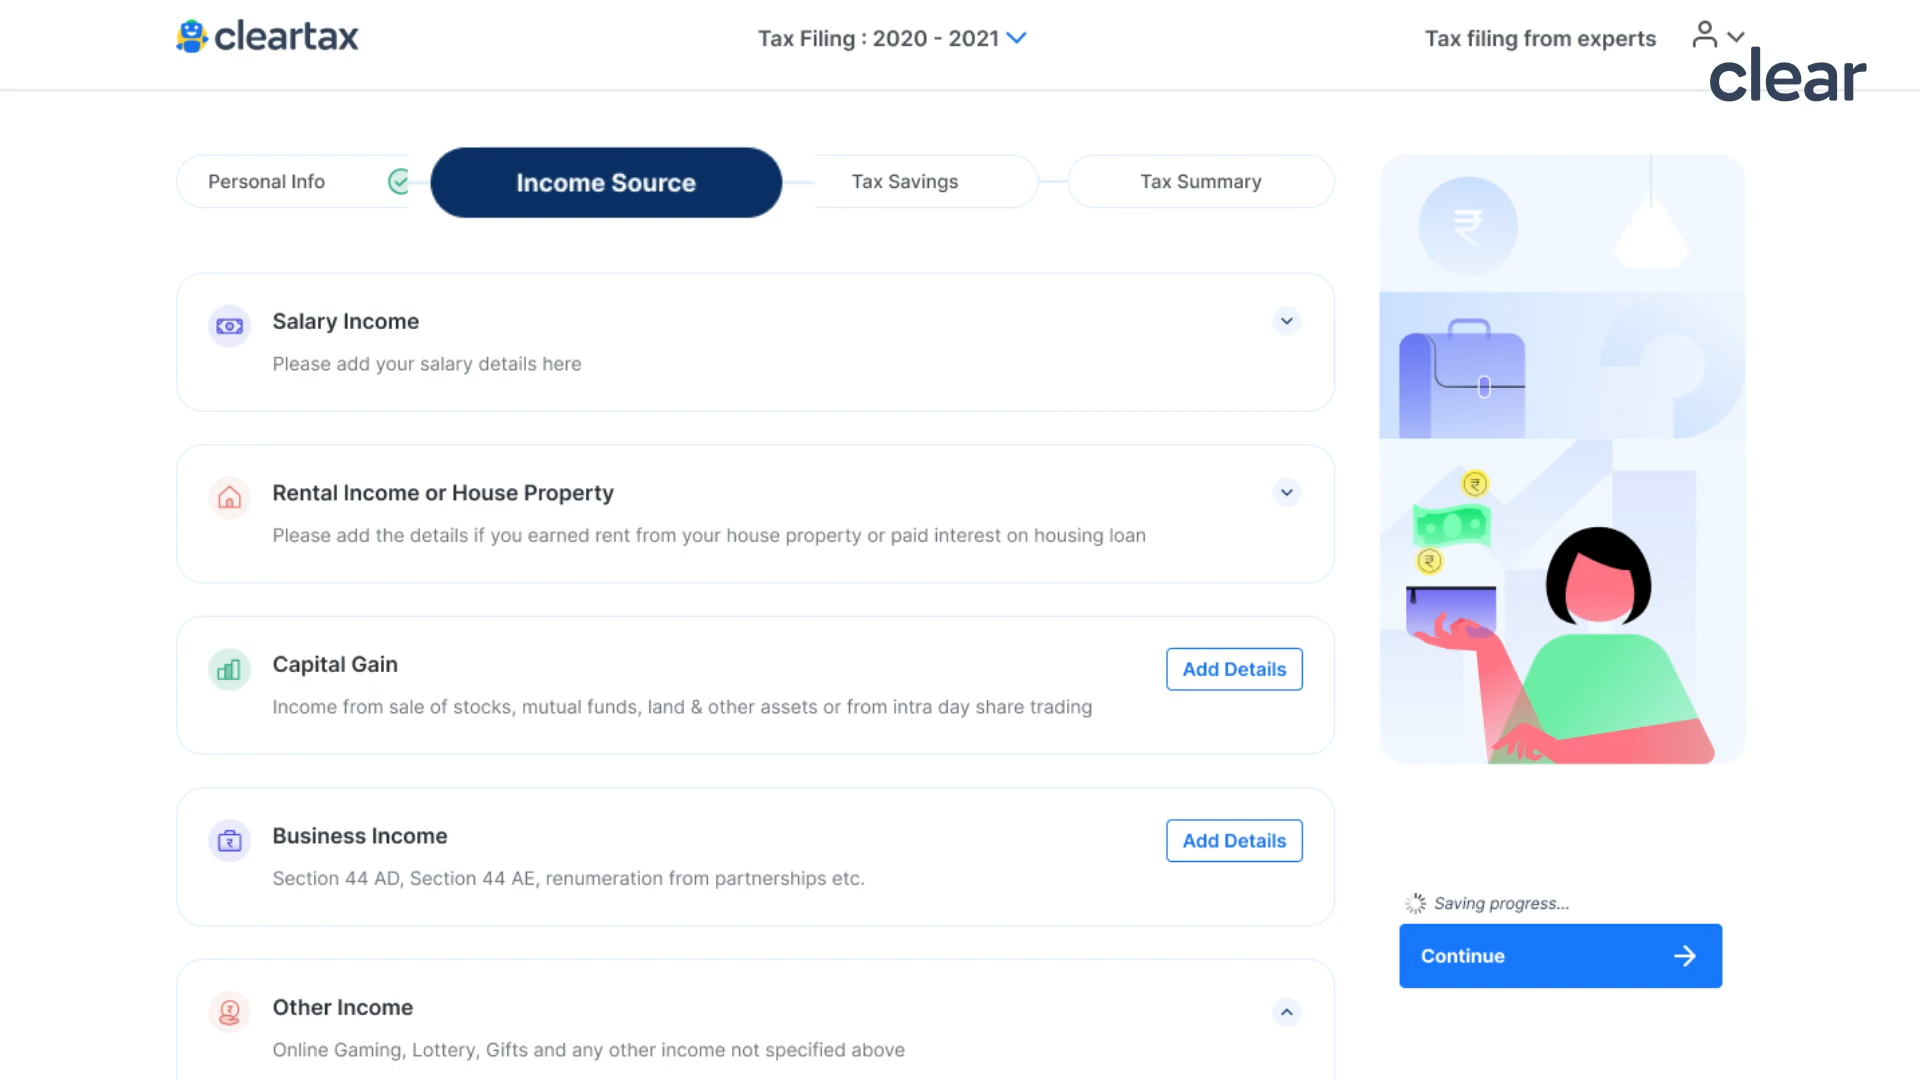 cleartax
Tax Filing : 2020 - 2021
Tax filing from experts
clear
Personal Info
Income Source
Tax Savings
Tax Summary
Salary Income
Please add your salary details here
Rental Income or House Property
Please add the details if you earned rent from your house property or paid interest on housing loan
Capital Gain
Add Details
Income from sale of stocks, mutual funds, land & other assets or from intra day share trading
Business Income
Add Details
Section 44 AD, Section 44 AE, renumeration from partnerships etc.
Saving progress...
Continue
Other Income
Online Gaming, Lottery, Gifts and any other income not specified above